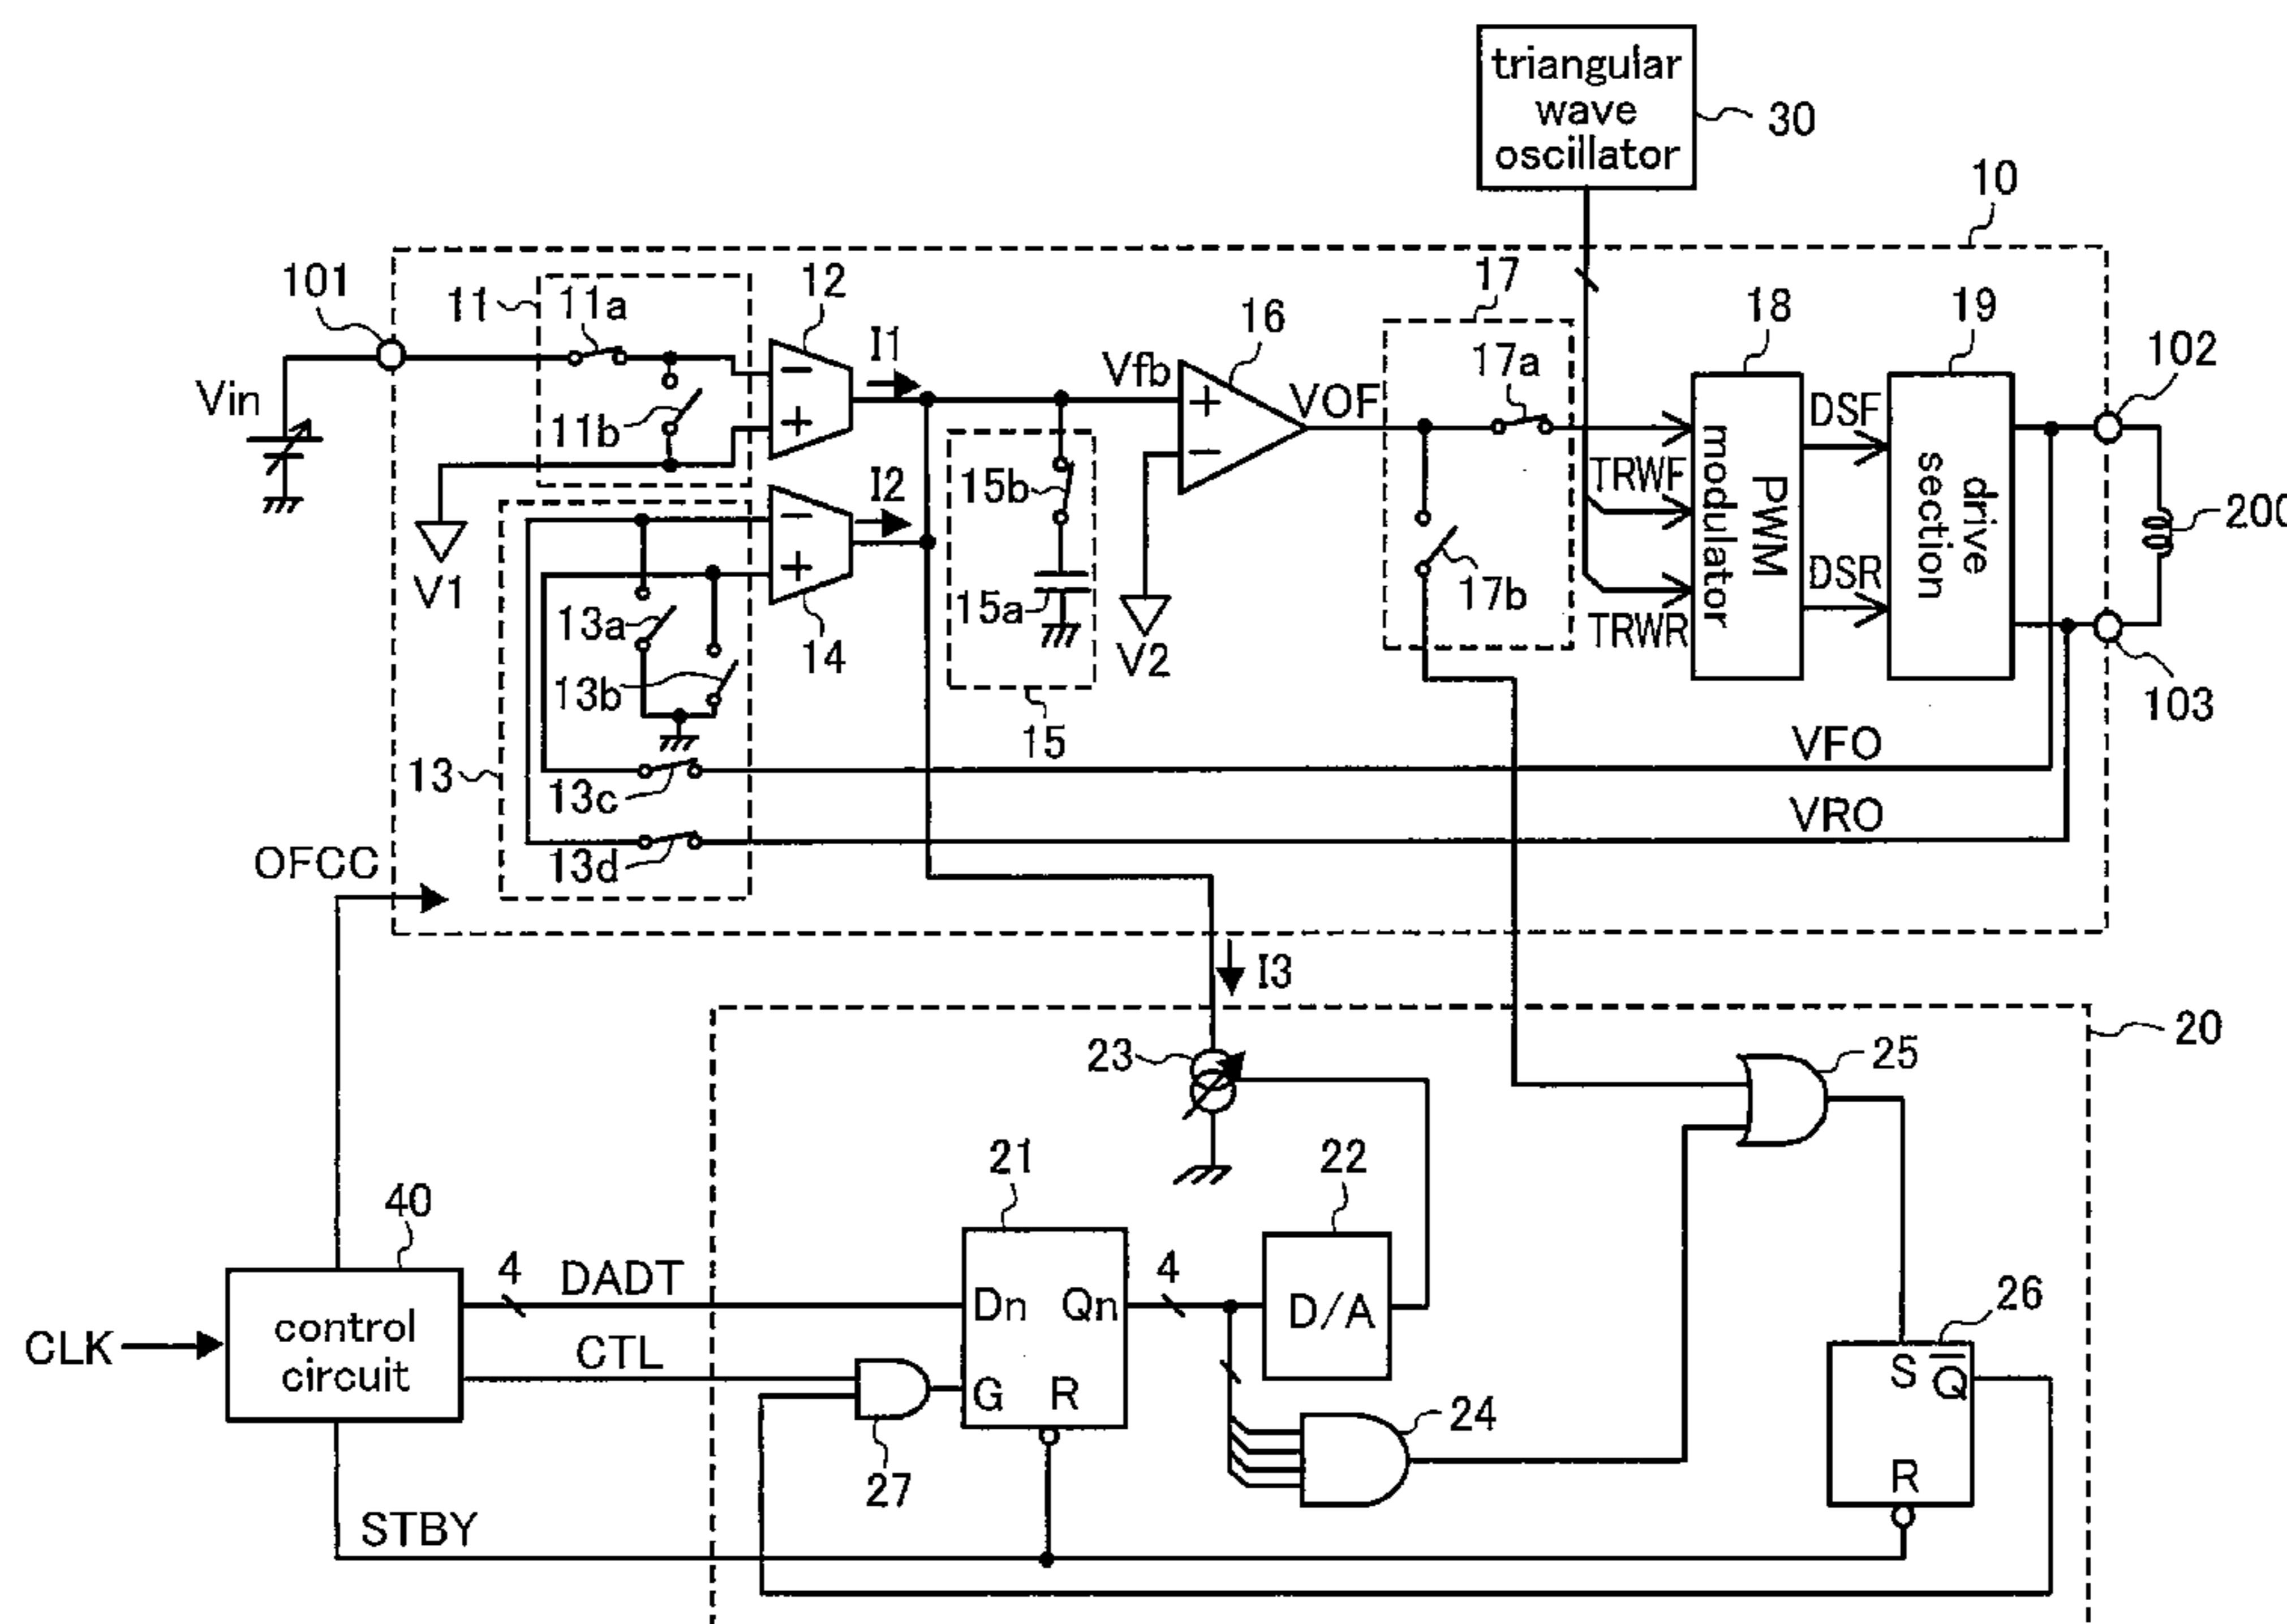 triangular
wave
oscillator
30
10
101
11
11a
12
I1
Vfb
16
17
17a
18
19
102
Vin
11b
VOF
DSF
I2
15b
TRWF
PWM
modulator
drive
section
200
V1
13a
13b
14
15a
V2
17b
DSR
TRWR
103
15
VFO
13
13c
VRO
13d
OFCC
I3
20
23
25
21
22
40
4
DADT
Dn
Qn
4
D/A
26
CLK
control
circuit
CTL
G
R
S
Q̅
24
27
R
STBY